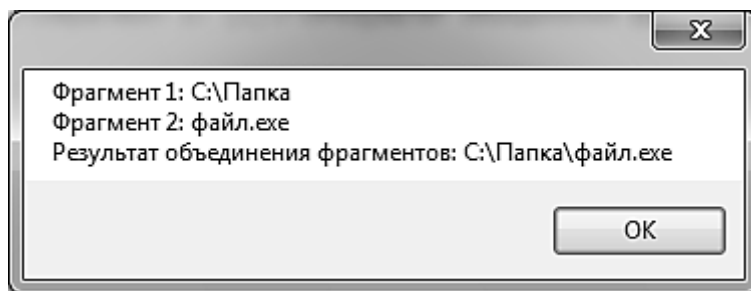 Фрагмент 1: C:\Папка
Фрагмент 2: файл.exe
Результат объединения фрагментов: C:\Папка\файл.exe
OK